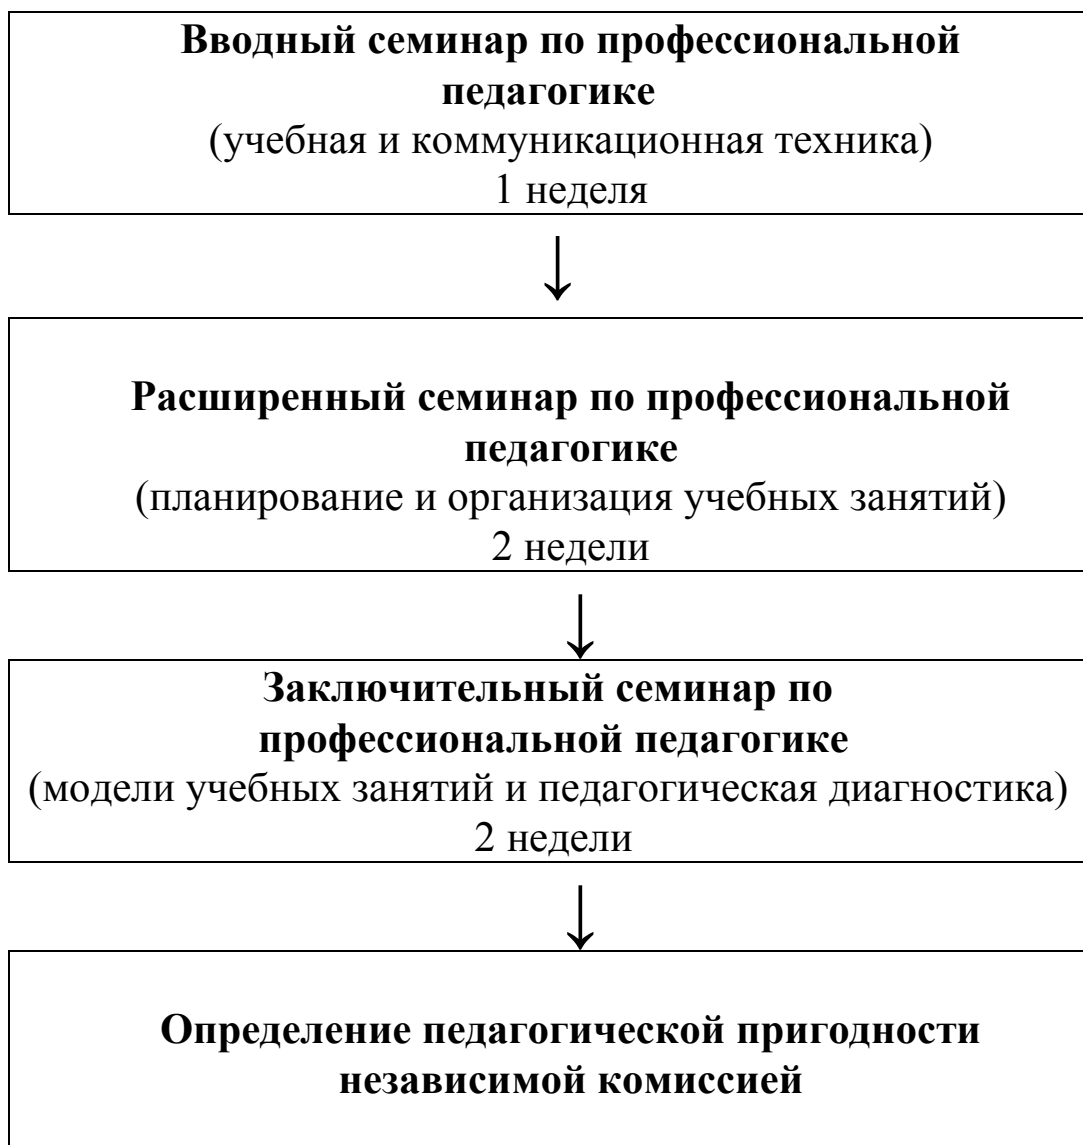 Вводный семинар по профессиональной
педагогике
(учебная и коммуникационная техника)
1 неделя
Расширенный семинар по профессиональной
педагогике
(планирование и организация учебных занятий)
2 недели
Заключительный семинар по
профессиональной педагогике
(модели учебных занятий и педагогическая диагностика)
2 недели
Определение педагогической пригодности
независимой комиссией